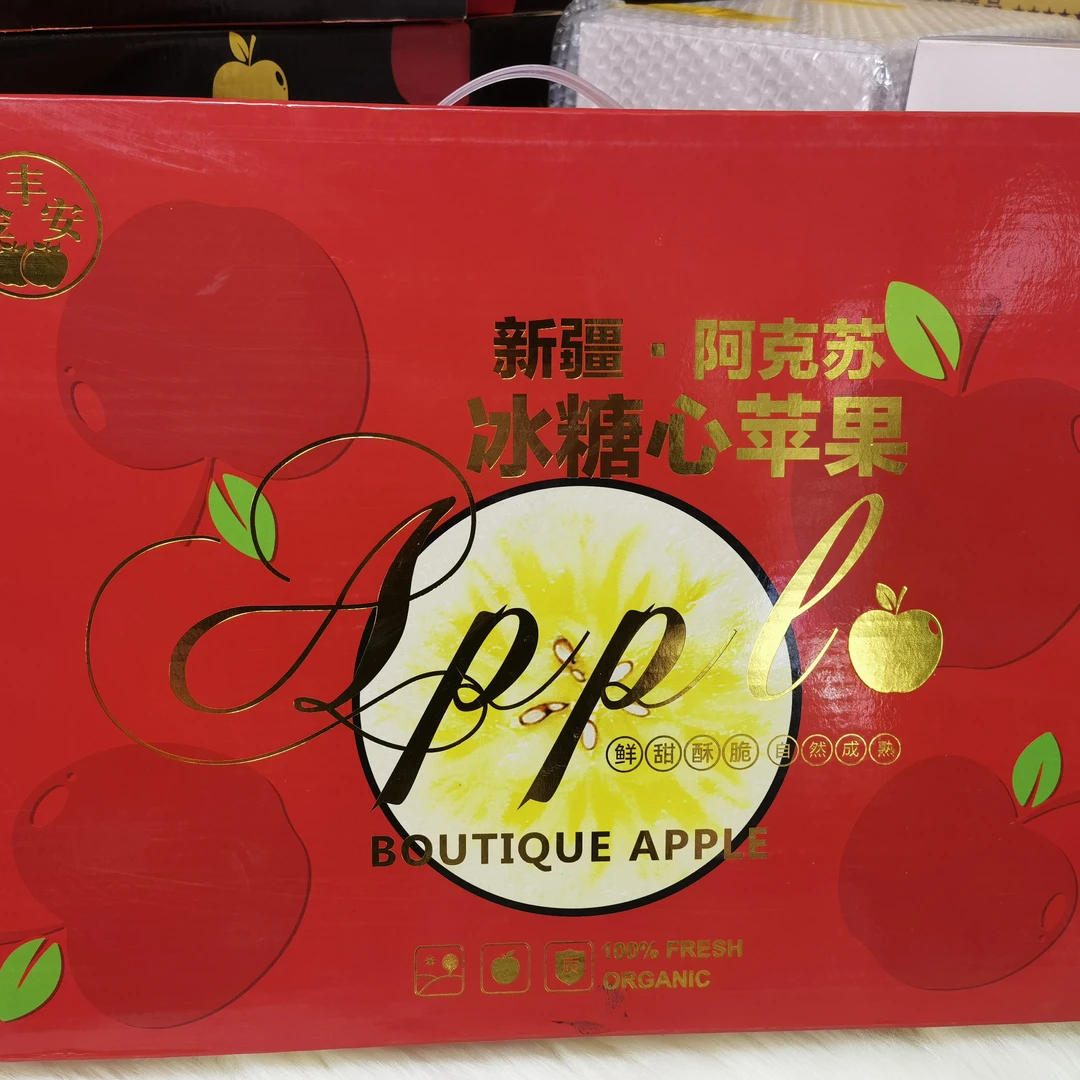 丰
安
新疆·阿克苏
冰糖心苹果
Appl
鲜甜酥脆 自然成熟
BOUTIQUE APPLE
100% FRESH
ORGANIC